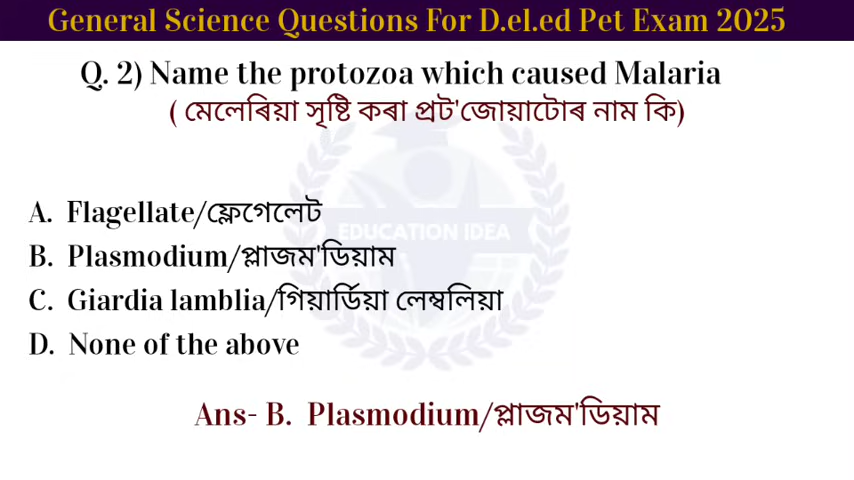 General Science Questions For D.el.ed Pet Exam 2025
Q. 2) Name the protozoa which caused Malaria
( মেলেৰিয়া সৃষ্টি কৰা প্ৰট'জোয়াটোৰ নাম কি)
EDUCATION IDEA
A. Flagellate/ফ্লেগেলেট
B. Plasmodium/প্লাজম'ডিয়াম
C. Giardia lamblia/গিয়াৰ্ডিয়া লেম্বলিয়া
D. None of the above
Ans- B. Plasmodium/প্লাজম'ডিয়াম